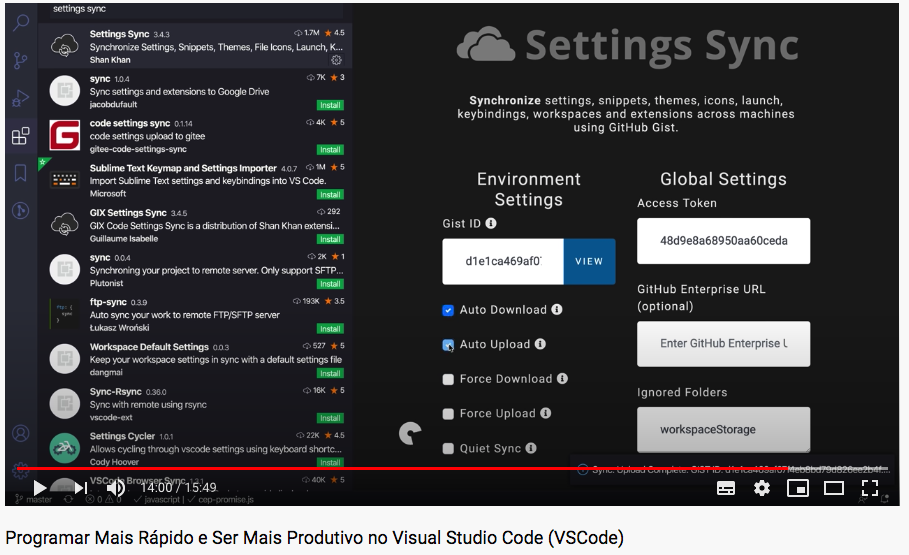 settings sync
Settings Sync 3.4.3 1.7M ★ 4.5
Synchronize Settings, Snippets, Themes, File Icons, Launch, K...
Shan Khan
sync 1.0.4 7K ★ 3
Sync settings and extensions to Google Drive
jacobdufault Install
code settings sync 0.1.14 4K ★ 5
code settings upload to gitee
gitee-code-settings-sync Install
Sublime Text Keymap and Settings Importer 4.0.7 1M ★ 5
Import Sublime Text settings and keybindings into VS Code.
Microsoft Install
GIX Settings Sync 3.4.5 292
GIX Code Settings Sync is a distribution of Shan Khan extensi...
Guillaume Isabelle Install
sync 0.0.4 2K ★ 1
Synchroning your project to remote server. Only support SFTP...
Plutonist Install
ftp-sync 0.3.9 193K ★ 3.5
Auto sync your work to remote FTP/SFTP server
Łukasz Wroński Install
Workspace Default Settings 0.0.3 527 ★ 5
Keep your workspace settings in sync with a default settings file
dangmai Install
Sync-Rsync 0.36.0 16K ★ 5
Sync with remote using rsync
vscode-ext Install
Settings Cycler 1.0.1 22K ★ 4.5
Allows cycling through vscode settings using keyboard shortc...
Cody Hoover Install
VSCode Browser Sync 40K ★ 5
Settings Sync
Synchronize settings, snippets, themes, icons, launch,
keybindings, workspaces and extensions across machines
using GitHub Gist.
Environment
Settings
Gist ID
d1e1ca469af07
VIEW
Auto Download
Auto Upload
Force Download
Force Upload
Quiet Sync
Global Settings
Access Token
48d9e8a68950aa60ceda
GitHub Enterprise URL
(optional)
Enter GitHub Enterprise U
Ignored Folders
workspaceStorage
Sync: Upload Complete. GIST ID:
14:00 / 15:49
master 0 0 javascript | cep-promise.js
Programar Mais Rápido e Ser Mais Produtivo no Visual Studio Code (VSCode)